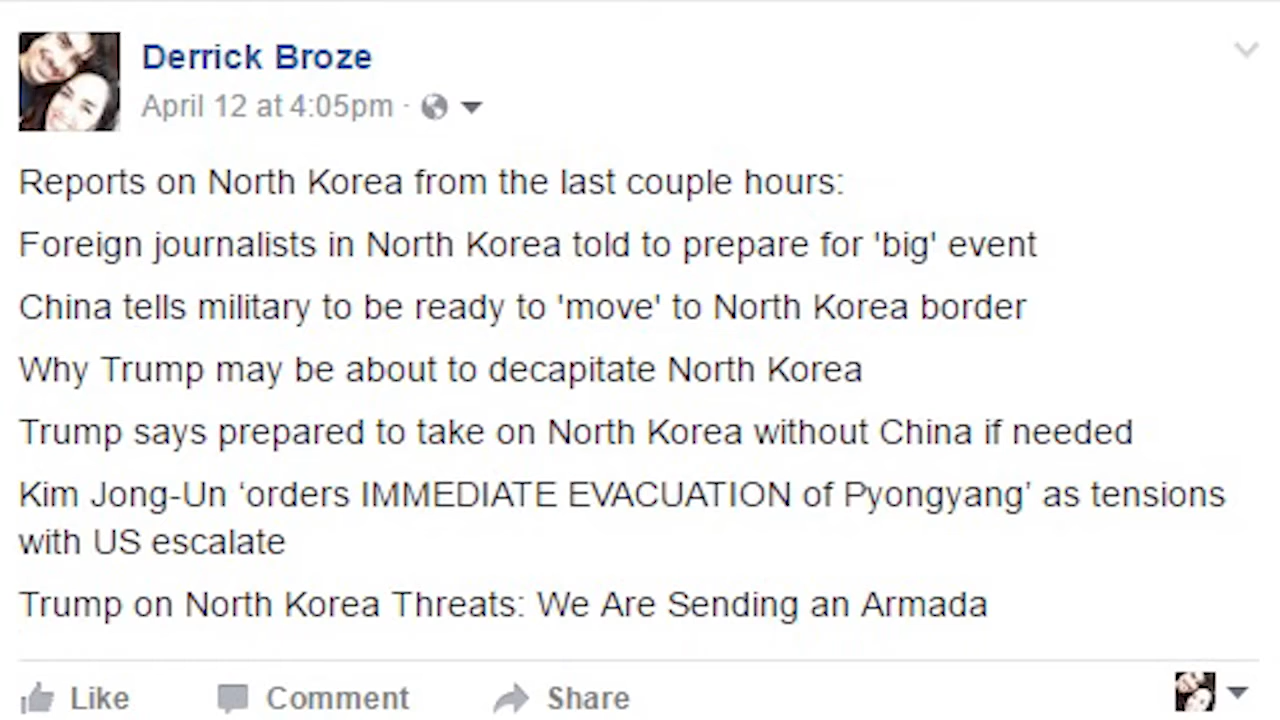 Derrick Broze
April 12 at 4:05pm ·
Reports on North Korea from the last couple hours:
Foreign journalists in North Korea told to prepare for 'big' event
China tells military to be ready to 'move' to North Korea border
Why Trump may be about to decapitate North Korea
Trump says prepared to take on North Korea without China if needed
Kim Jong-Un ‘orders IMMEDIATE EVACUATION of Pyongyang’ as tensions
with US escalate
Trump on North Korea Threats: We Are Sending an Armada
Like Comment Share